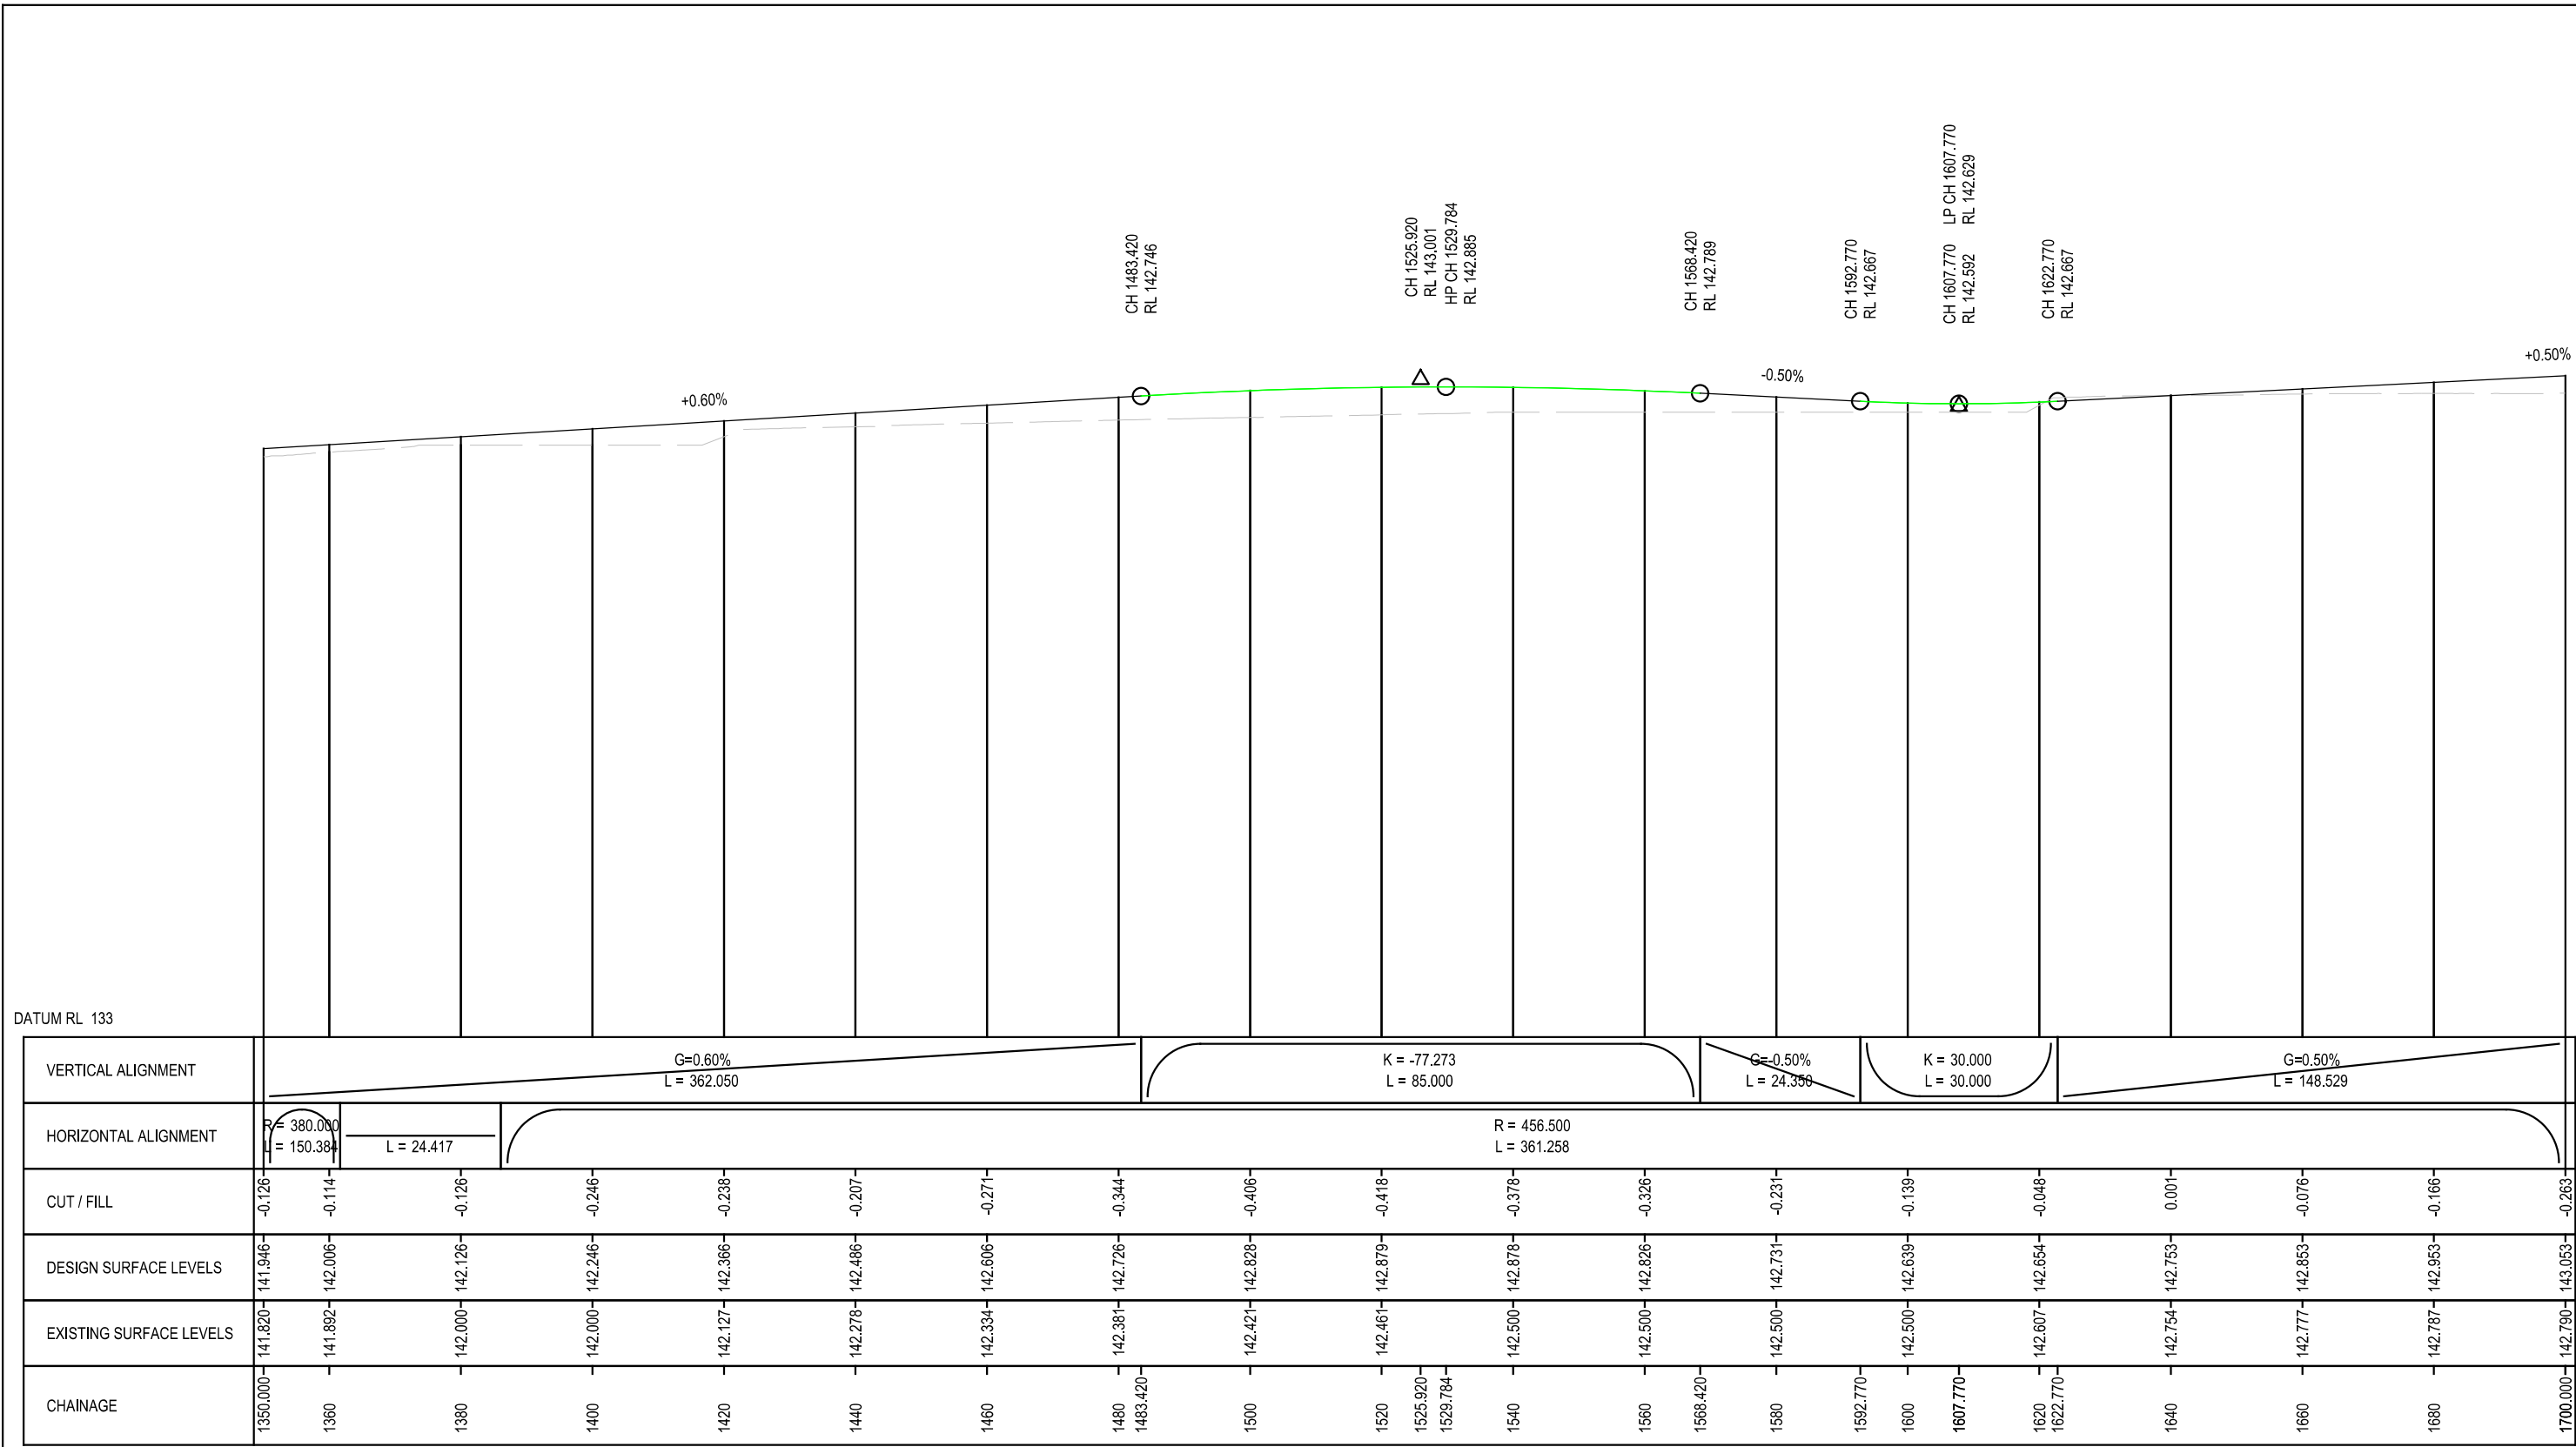 LP CH 1607.770
RL 142.629
CH 1483.420
RL 142.746
CH 1525.920
RL 143.001
HP CH 1529.784
RL 142.885
CH 1568.420
RL 142.789
CH 1592.770
RL 142.667
CH 1607.770
RL 142.592
CH 1622.770
RL 142.667
+0.60%
-0.50%
+0.50%
DATUM RL 133
VERTICAL ALIGNMENT
G=0.60%
L = 362.050
K = -77.273
L = 85.000
G=-0.50%
L = 24.350
K = 30.000
L = 30.000
G=0.50%
L = 148.529
HORIZONTAL ALIGNMENT
R = 380.000
L = 150.384
L = 24.417
R = 456.500
L = 361.258
CUT / FILL
-0.126 -0.114 -0.126 -0.246 -0.238 -0.207 -0.271 -0.344 -0.406 -0.418 -0.378 -0.326 -0.231 -0.139 -0.048 0.001 -0.076 -0.166 -0.263
DESIGN SURFACE LEVELS
141.946 142.006 142.126 142.246 142.366 142.486 142.606 142.726 142.828 142.879 142.878 142.826 142.731 142.639 142.654 142.753 142.853 142.953 143.053
EXISTING SURFACE LEVELS
141.820 141.892 142.000 142.000 142.127 142.278 142.334 142.381 142.421 142.461 142.500 142.500 142.500 142.500 142.607 142.754 142.777 142.787 142.790
CHAINAGE
1350.000 1360 1380 1400 1420 1440 1460 1480 1483.420 1500 1520 1525.920 1529.784 1540 1560 1568.420 1580 1592.770 1600 1607.770 1620 1622.770 1640 1660 1680 1700.000